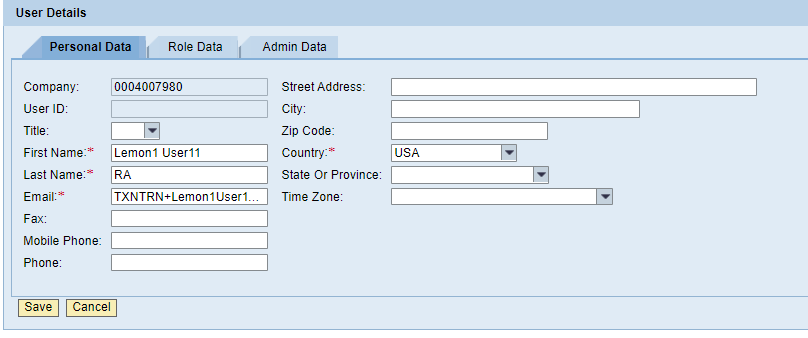 User Details
Personal Data Role Data Admin Data
Company: 0004007980 Street Address:
User ID: City:
Title: Zip Code:
First Name:* Lemon1 User11 Country:* USA
Last Name:* RA State Or Province:
Email:* TXNTRN+Lemon1User1... Time Zone:
Fax:
Mobile Phone:
Phone:
Save Cancel